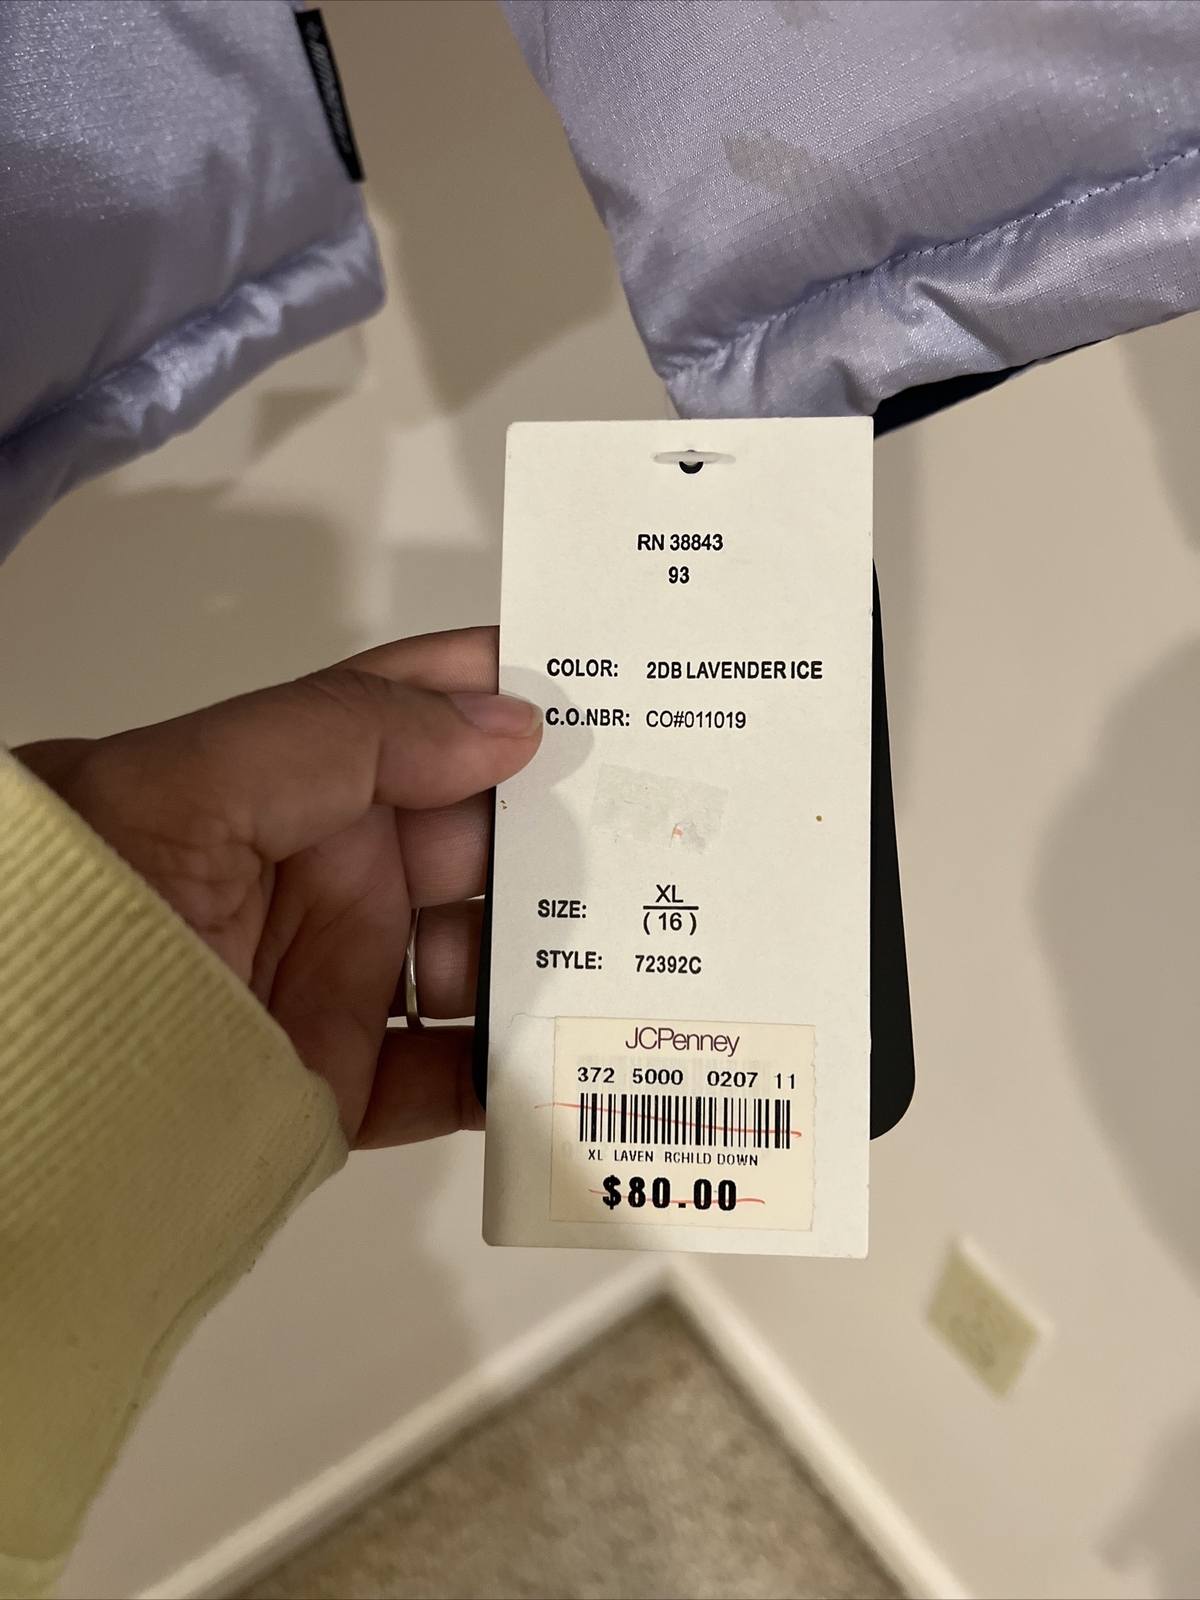 RN 38843
93
COLOR: 2DB LAVENDER ICE
C.O.NBR: CO#011019
SIZE: XL
( 16 )
STYLE: 72392C
JCPenney
372 5000 0207 11
XL LAVEN RCHILD DOWN
$80.00